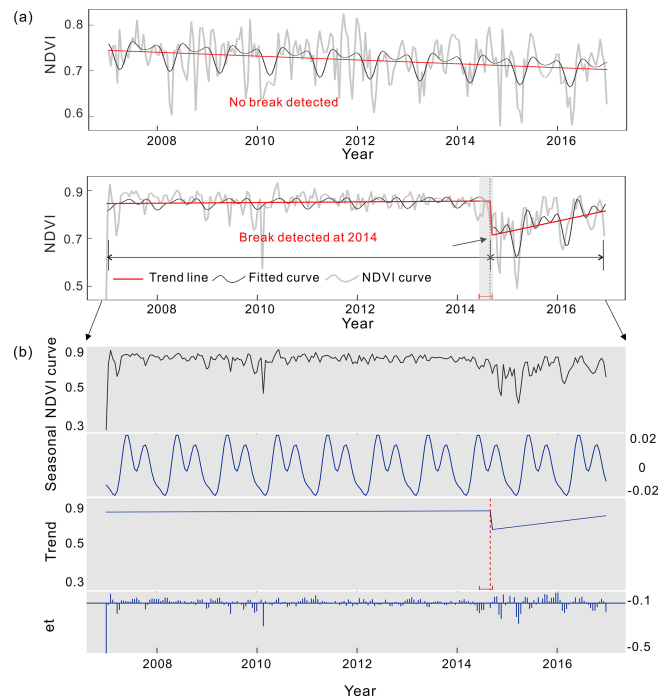 (a)
NDVI
0.8
0.7
0.6
No break detected
2008 2010 2012 2014 2016
Year
NDVI
0.9
0.7
0.5
Break detected at 2014
Trend line Fitted curve NDVI curve
2008 2010 2012 2014 2016
Year
(b)
NDVI curve
0.9
0.5
0.3
Seasonal
0.02
0
-0.02
Trend
0.9
0.5
0.3
et
-0.1
-0.5
2008 2010 2012 2014 2016
Year